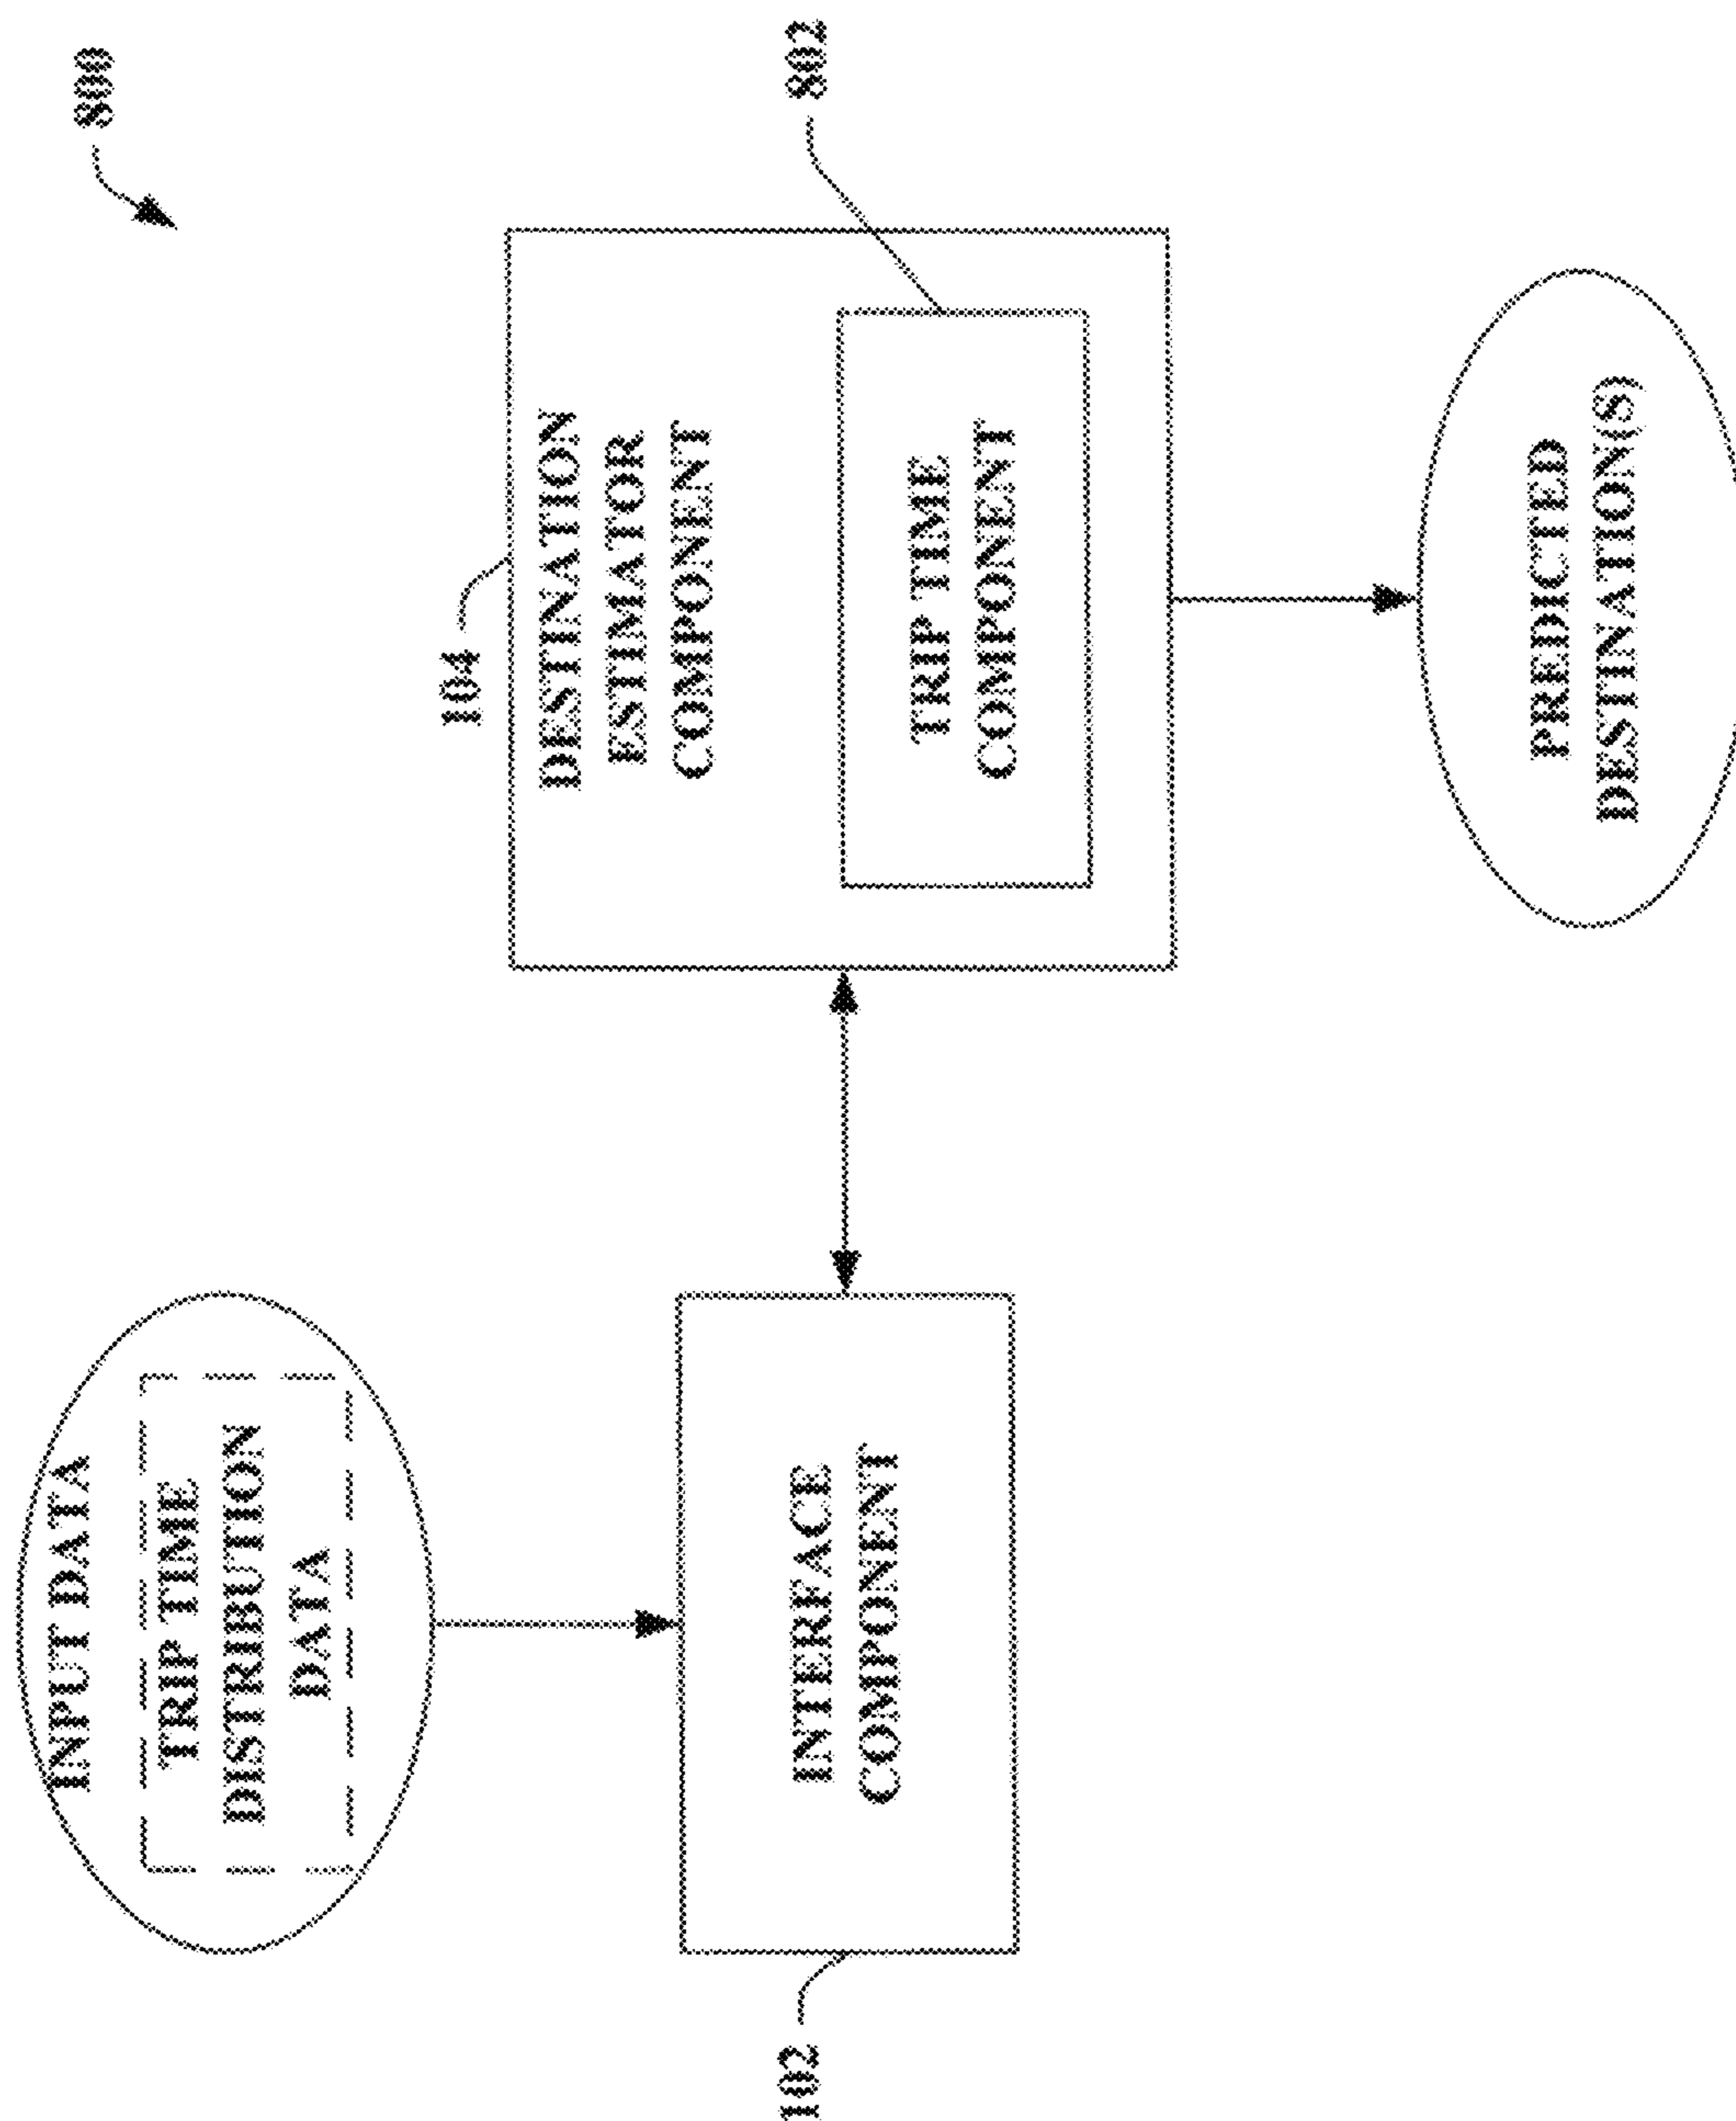 800
INPUT DATA
TRIP TIME
DISTRIBUTION
DATA
104
DESTINATION
ESTIMATOR
COMPONENT
802
102
INTERFACE
COMPONENT
TRIP TIME
COMPONENT
PREDICTED
DESTINATION(S)